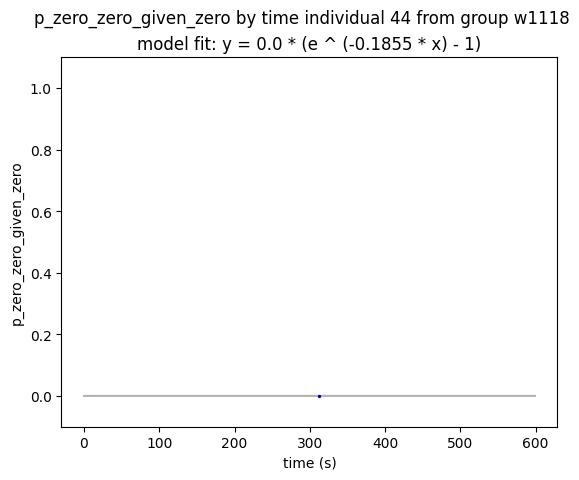 p_zero_zero_given_zero by time individual 44 from group w1118
model fit: y = 0.0 * (e ^ (-0.1855 * x) - 1)
1.0
0.8
0.6
0.4
0.2
0.0
p_zero_zero_given_zero
0 100 200 300 400 500 600
time (s)